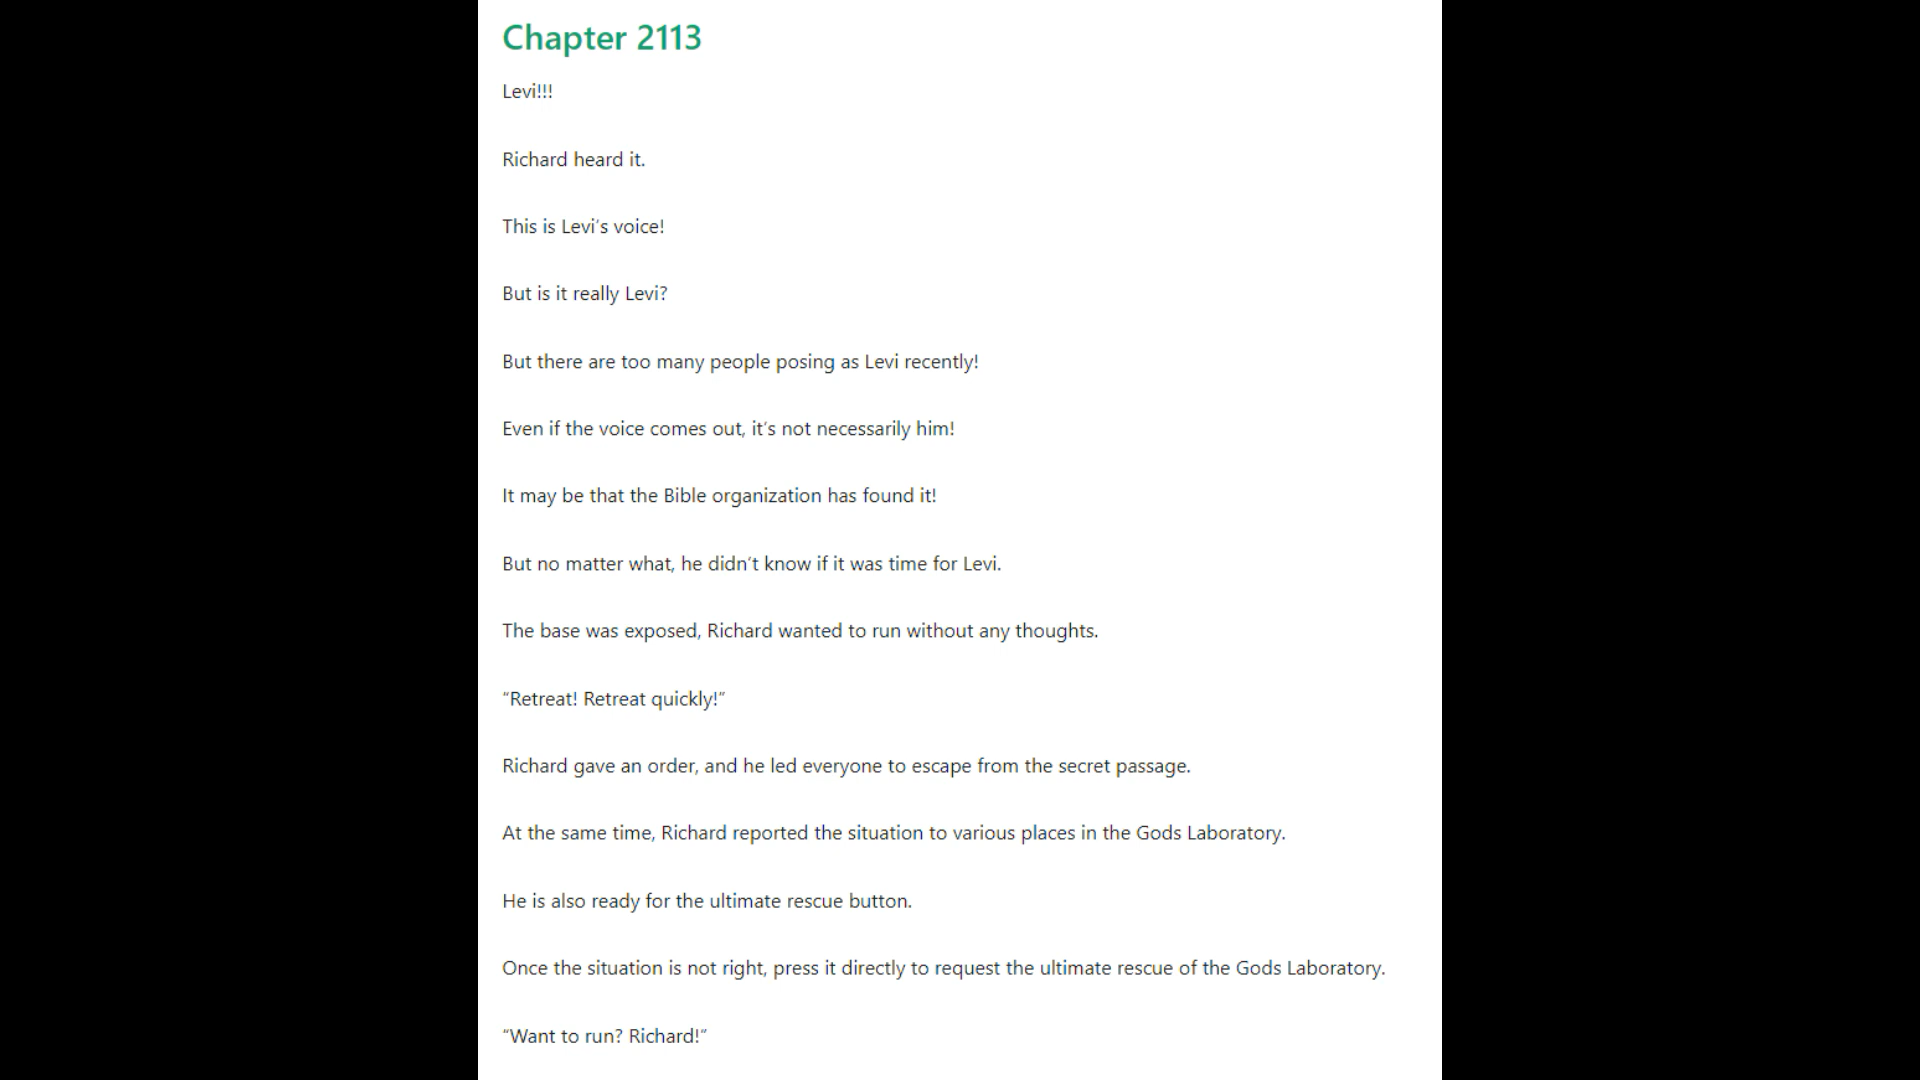 Chapter 2113
Levi!!!
Richard heard it.
This is Levi’s voice!
But is it really Levi?
But there are too many people posing as Levi recently!
Even if the voice comes out, it’s not necessarily him!
It may be that the Bible organization has found it!
But no matter what, he didn’t know if it was time for Levi.
The base was exposed, Richard wanted to run without any thoughts.
“Retreat! Retreat quickly!”
Richard gave an order, and he led everyone to escape from the secret passage.
At the same time, Richard reported the situation to various places in the Gods Laboratory.
He is also ready for the ultimate rescue button.
Once the situation is not right, press it directly to request the ultimate rescue of the Gods Laboratory.
“Want to run? Richard!”